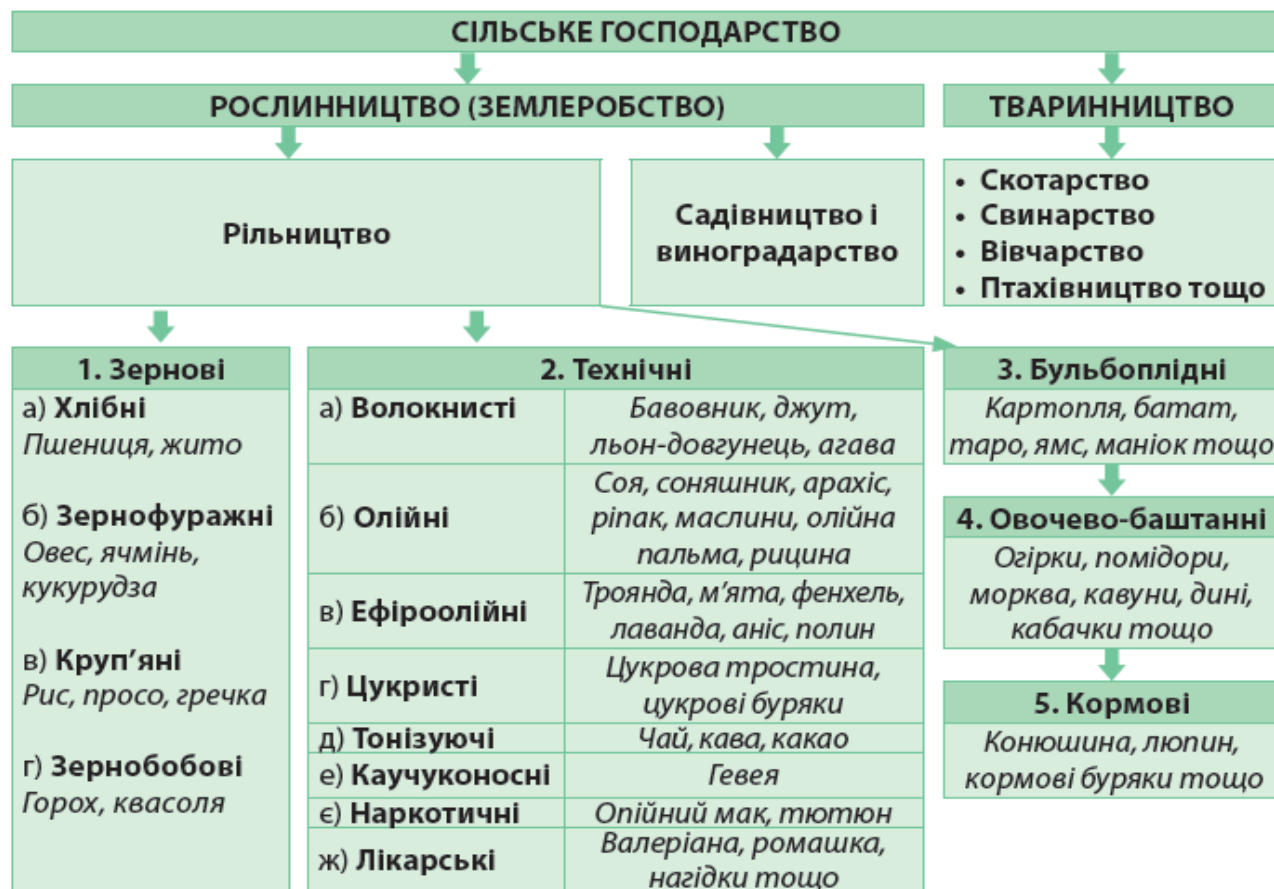 СІЛЬСЬКЕ ГОСПОДАРСТВО
РОСЛИННИЦТВО (ЗЕМЛЕРОБСТВО)
ТВАРИННИЦТВО
Рільництво
Садівництво і
виноградарство
• Скотарство
• Свинарство
• Вівчарство
• Птахівництво тощо
1. Зернові
а) Хлібні
Пшениця, жито
б) Зернофуражні
Овес, ячмінь,
кукурудза
в) Круп’яні
Рис, просо, гречка
г) Зернобобові
Горох, квасоля
2. Технічні
а) Волокнисті
Бавовник, джут,
льон-довгунець, агава
б) Олійні
Соя, соняшник, арахіс,
ріпак, маслини, олійна
пальма, рицина
в) Ефіроолійні
Троянда, м’ята, фенхель,
лаванда, аніс, полин
г) Цукристі
Цукрова тростина,
цукрові буряки
д) Тонізуючі
Чай, кава, какао
е) Каучуконосні
Гевея
є) Наркотичні
Опійний мак, тютюн
ж) Лікарські
Валеріана, ромашка,
нагідки тощо
3. Бульбоплідні
Картопля, батат,
таро, ямс, маніок тощо
4. Овочево-баштанні
Огірки, помідори,
морква, кавуни, дині,
кабачки тощо
5. Кормові
Конюшина, люпин,
кормові буряки тощо